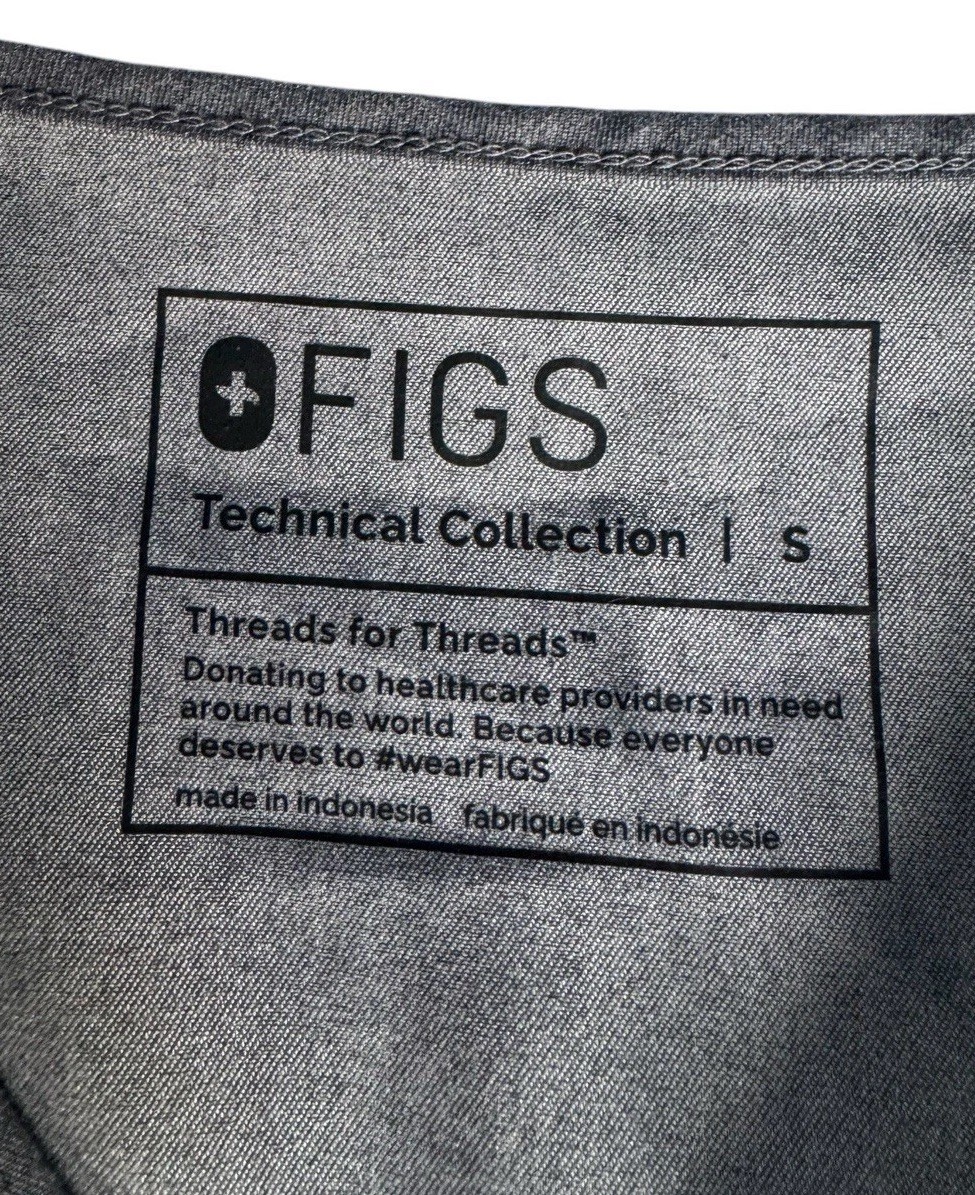 FIGS
Technical Collection | S
Threads for Threads™
Donating to healthcare providers in need
around the world. Because everyone
deserves to #wearFIGS
made in indonesia fabriqué en indonésie